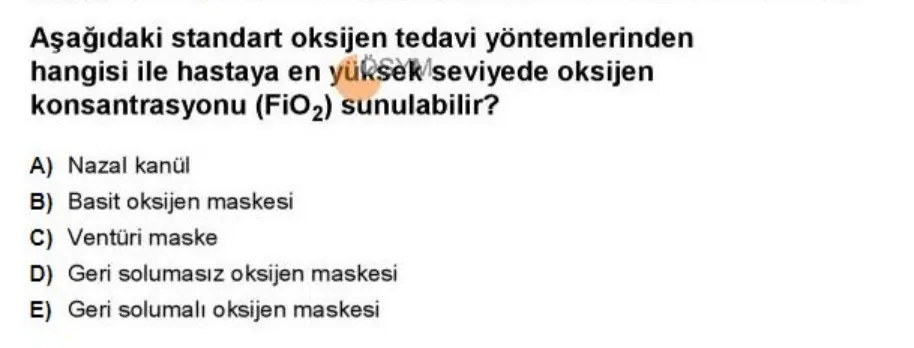 Aşağıdaki standart oksijen tedavi yöntemlerinden
hangisi ile hastaya en yüksek seviyede oksijen
konsantrasyonu (FiO₂) sunulabilir?
ÖSYM
A) Nazal kanül
B) Basit oksijen maskesi
C) Ventüri maske
D) Geri solumasız oksijen maskesi
E) Geri solumalı oksijen maskesi